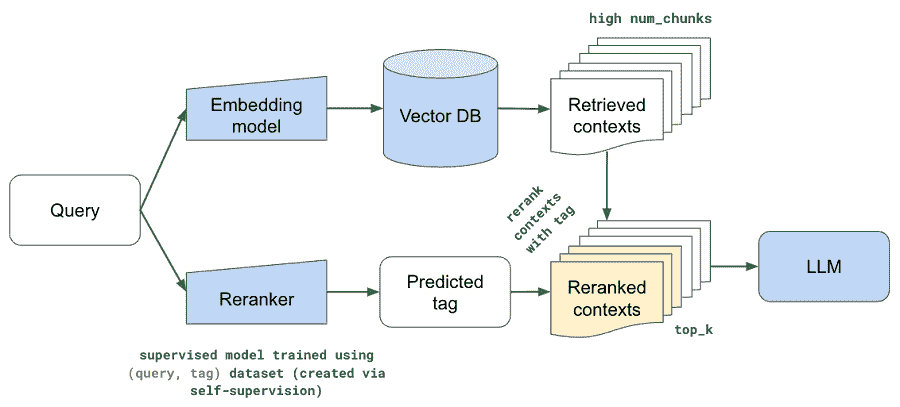 high num_chunks
Embedding
model
Vector DB
Retrieved
contexts
Query
rerank
contexts
with tag
Reranker
Predicted
tag
Reranked
contexts
LLM
top_k
supervised model trained using
(query, tag) dataset (created via
self-supervision)